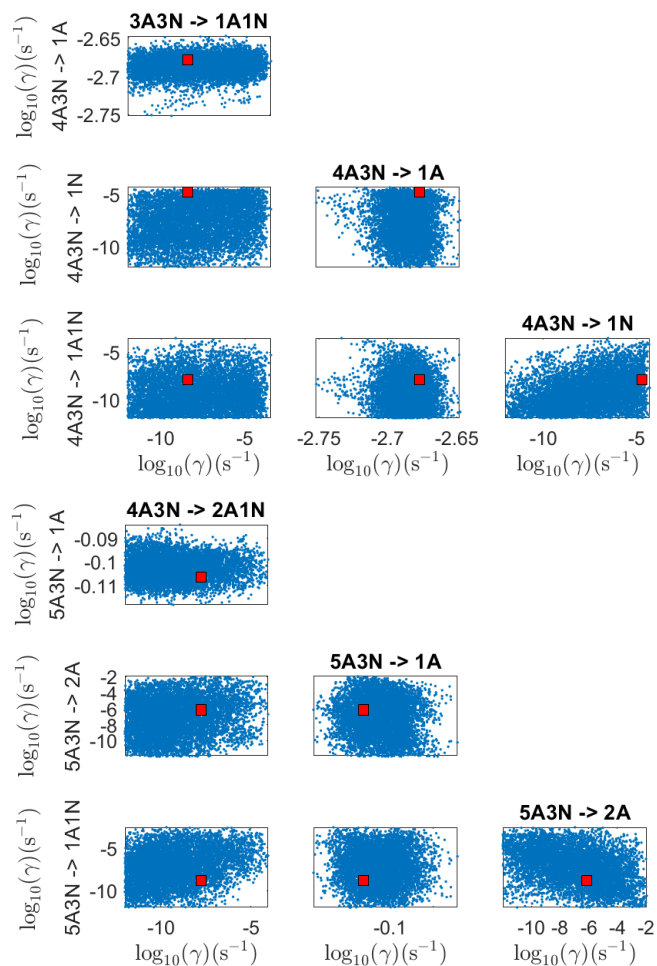 3A3N -> 1A1N
log₁₀(γ)(s⁻¹)
4A3N -> 1A
-2.65
-2.7
-2.75
4A3N -> 1A
log₁₀(γ)(s⁻¹)
4A3N -> 1N
-5
-10
4A3N -> 1N
log₁₀(γ)(s⁻¹)
4A3N -> 1A1N
-5
-10
-10 -5
-2.75 -2.7 -2.65
-10 -5
log₁₀(γ)(s⁻¹)
log₁₀(γ)(s⁻¹)
log₁₀(γ)(s⁻¹)
4A3N -> 2A1N
log₁₀(γ)(s⁻¹)
5A3N -> 1A
-0.09
-0.1
-0.11
5A3N -> 1A
log₁₀(γ)(s⁻¹)
5A3N -> 2A
-2
-4
-6
-8
-10
5A3N -> 2A
log₁₀(γ)(s⁻¹)
5A3N -> 1A1N
-5
-10
-10 -5
-0.1
-10 -8 -6 -4 -2
log₁₀(γ)(s⁻¹)
log₁₀(γ)(s⁻¹)
log₁₀(γ)(s⁻¹)